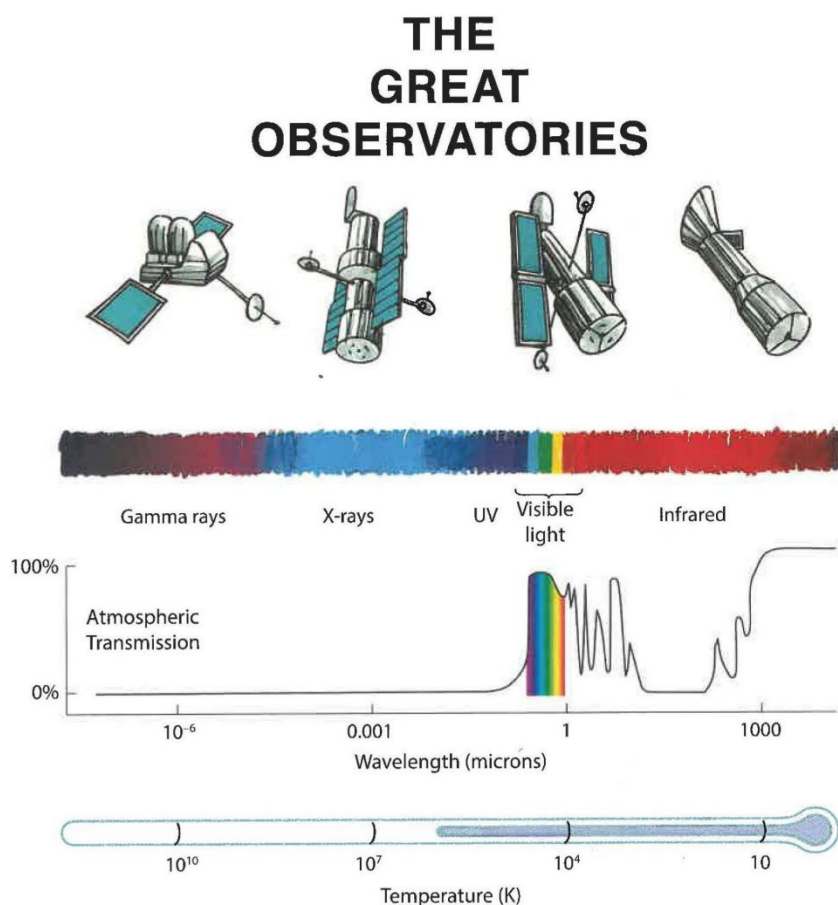 THE
GREAT
OBSERVATORIES
Gamma rays
X-rays
UV
Visible
light
Infrared
100%
Atmospheric
Transmission
0%
10⁻⁶
0.001
1
1000
Wavelength (microns)
10¹⁰
10⁷
10⁴
10
Temperature (K)